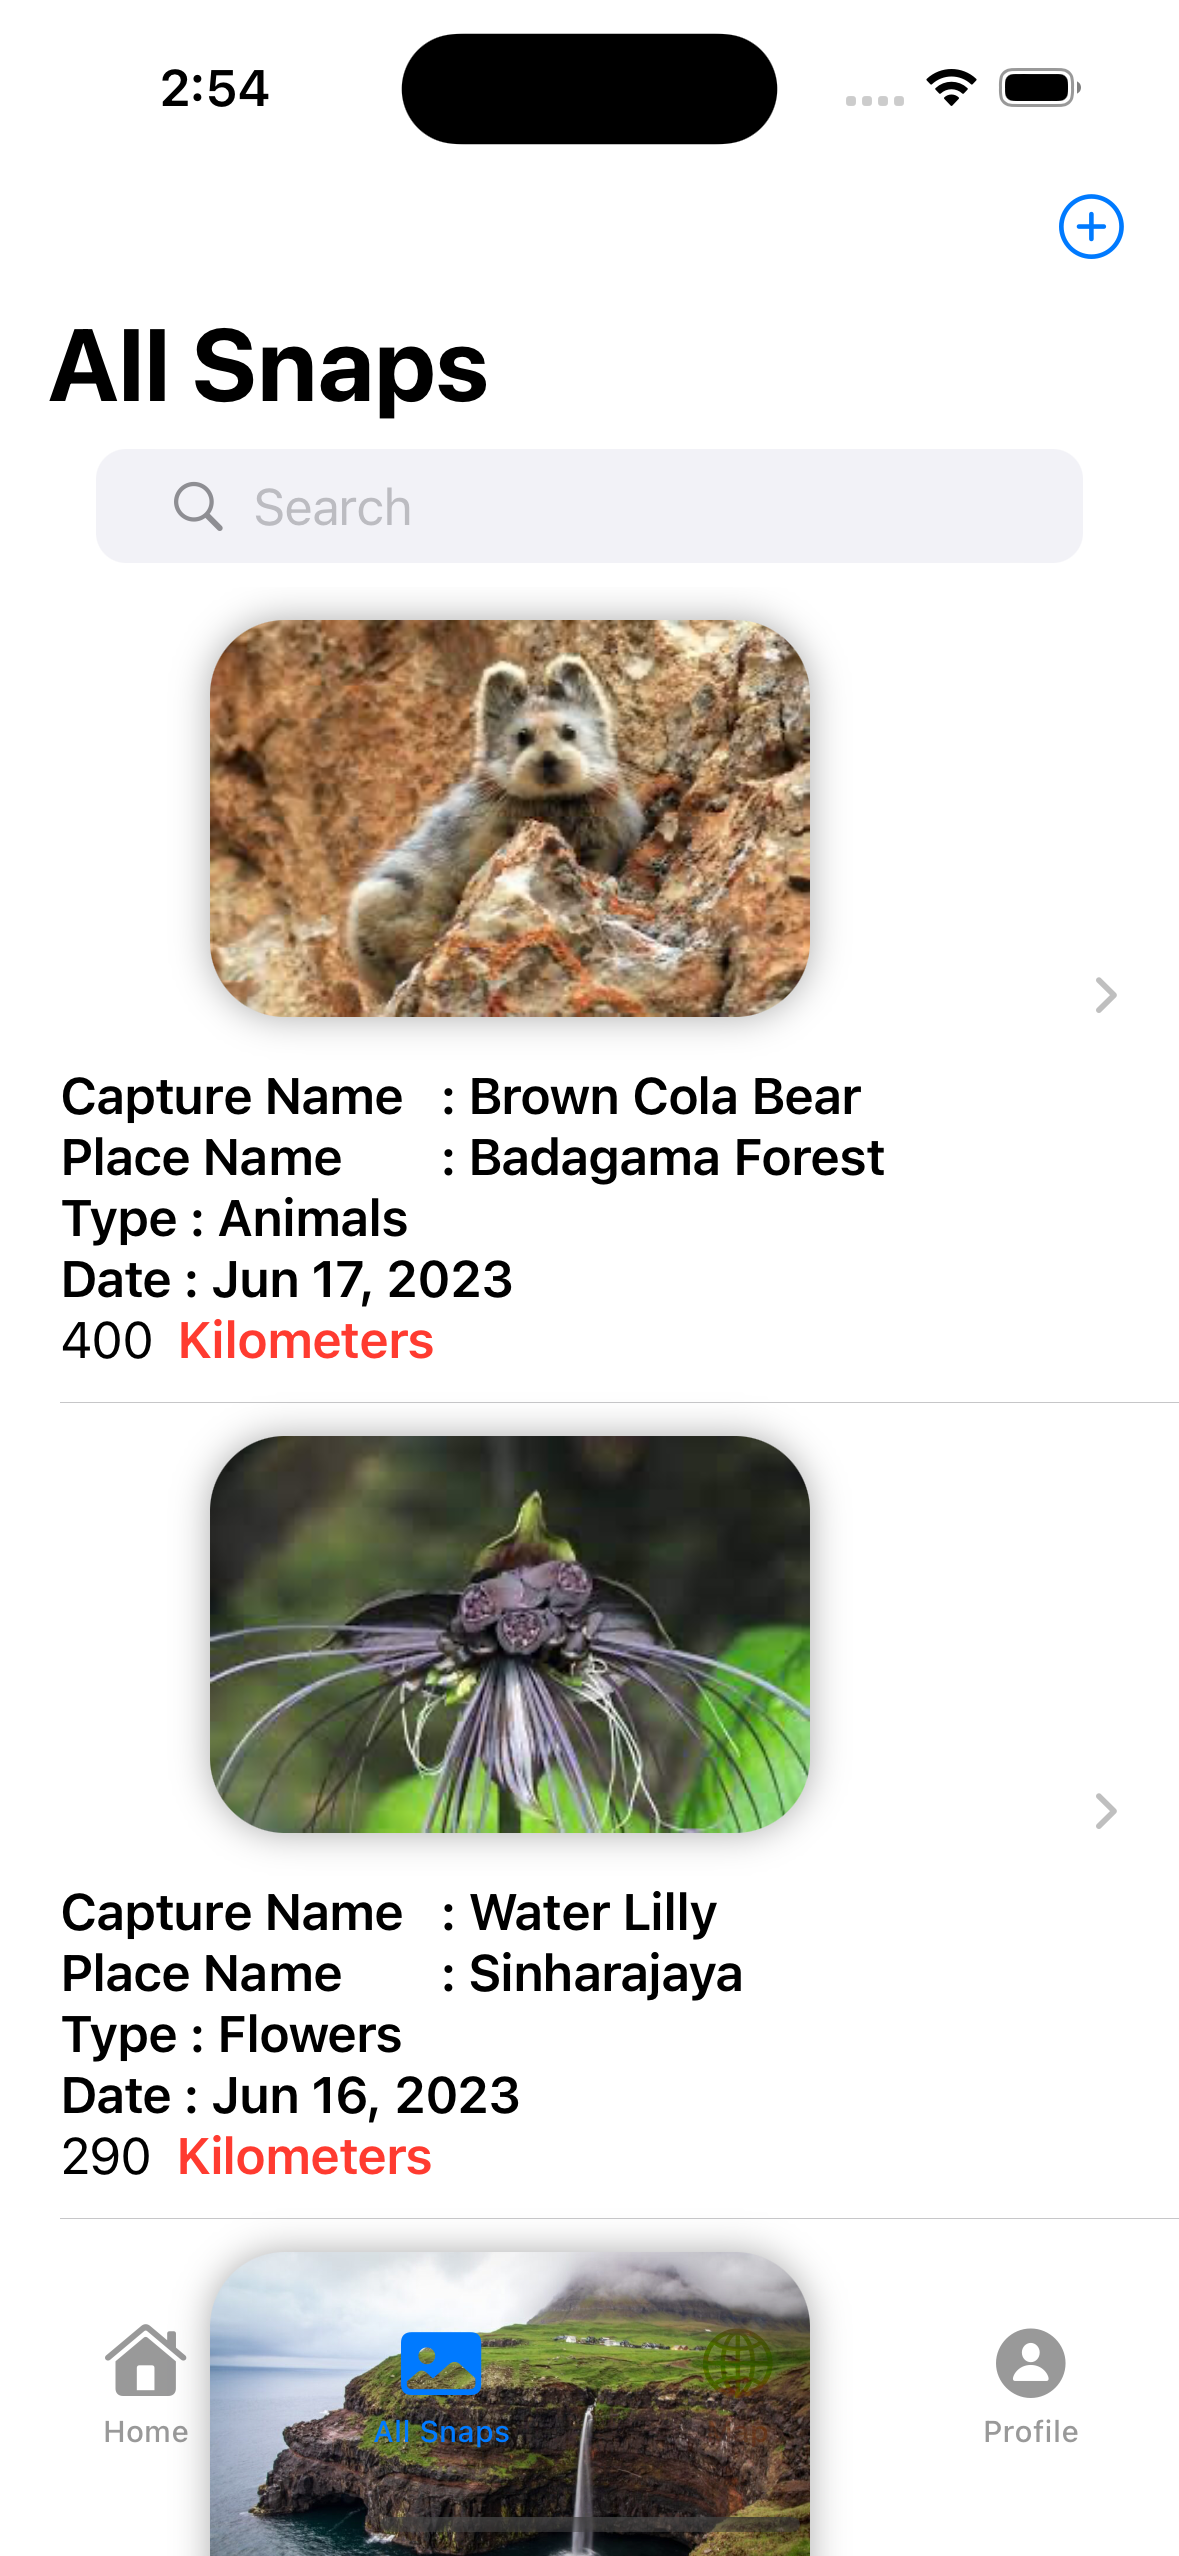 2:54
All Snaps
Search
Capture Name : Brown Cola Bear
Place Name : Badagama Forest
Type : Animals
Date : Jun 17, 2023
400 Kilometers
Capture Name : Water Lilly
Place Name : Sinharajaya
Type : Flowers
Date : Jun 16, 2023
290 Kilometers
Home
All Snaps
Profile